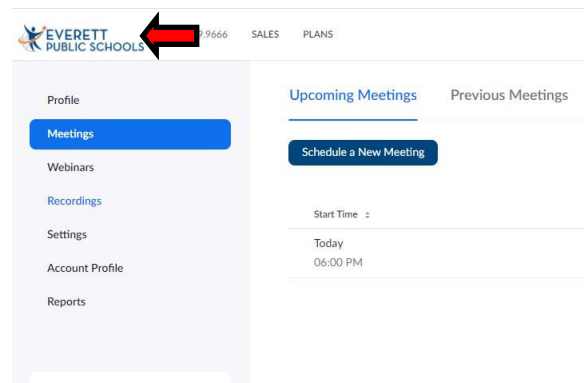 EVERETT
PUBLIC SCHOOLS
9.9666 SALES PLANS
Profile
Meetings
Webinars
Recordings
Settings
Account Profile
Reports
Upcoming Meetings Previous Meetings
Schedule a New Meeting
Start Time
Today
06:00 PM